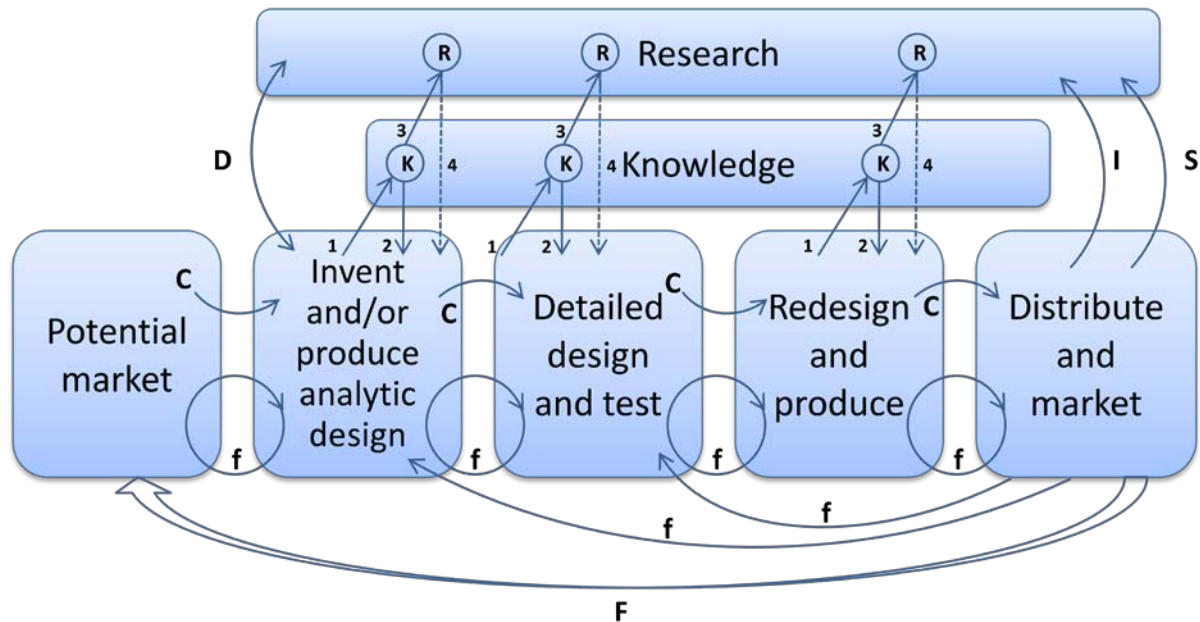 R
R
R
Research
3
3
3
D
K
4
K
4
Knowledge
K
4
I
S
1
2
1
2
1
2
C
Potential
market
Invent
and/or
produce
analytic
design
C
Detailed
design
and test
C
Redesign
and
produce
C
Distribute
and
market
f
f
f
f
f
f
F